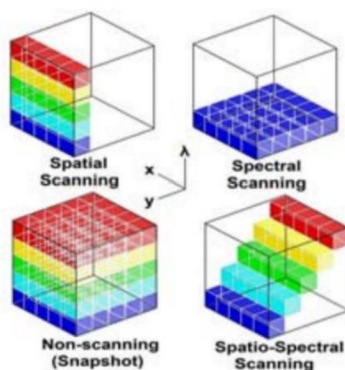 Spatial
Scanning
Spectral
Scanning
λ
x
y
Non-scanning
(Snapshot)
Spatio-Spectral
Scanning